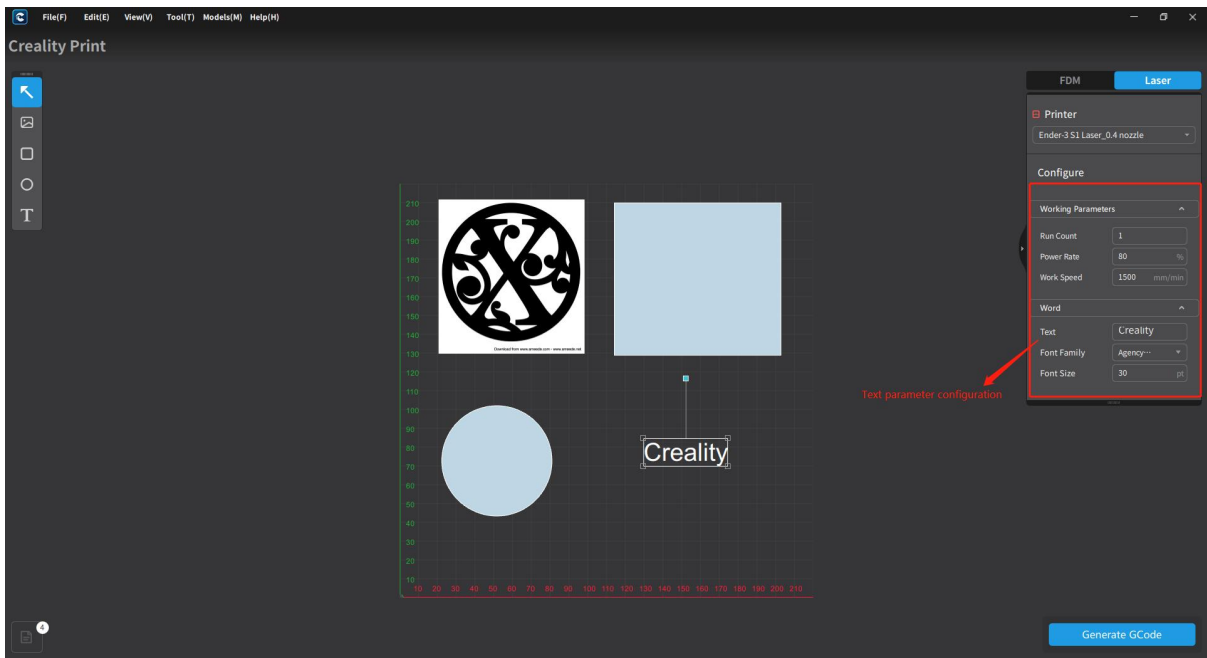 File(F) Edit(E) View(V) Tool(T) Models(M) Help(H)
Creality Print
FDM Laser
Printer
Ender-3 S1 Laser_0.4 nozzle
Configure
Working Parameters
Run Count 1
Power Rate 80 %
Work Speed 1500 mm/min
Word
Text Creality
Font Family Agency···
Font Size 30 pt
Text parameter configuration
T
210
200
190
180
170
160
150
140
130
120
110
100
90
80
70
60
50
40
30
20
10
10 20 30 40 50 60 70 80 90 100 110 120 130 140 150 160 170 180 190 200 210
X
Creality
4
Generate GCode